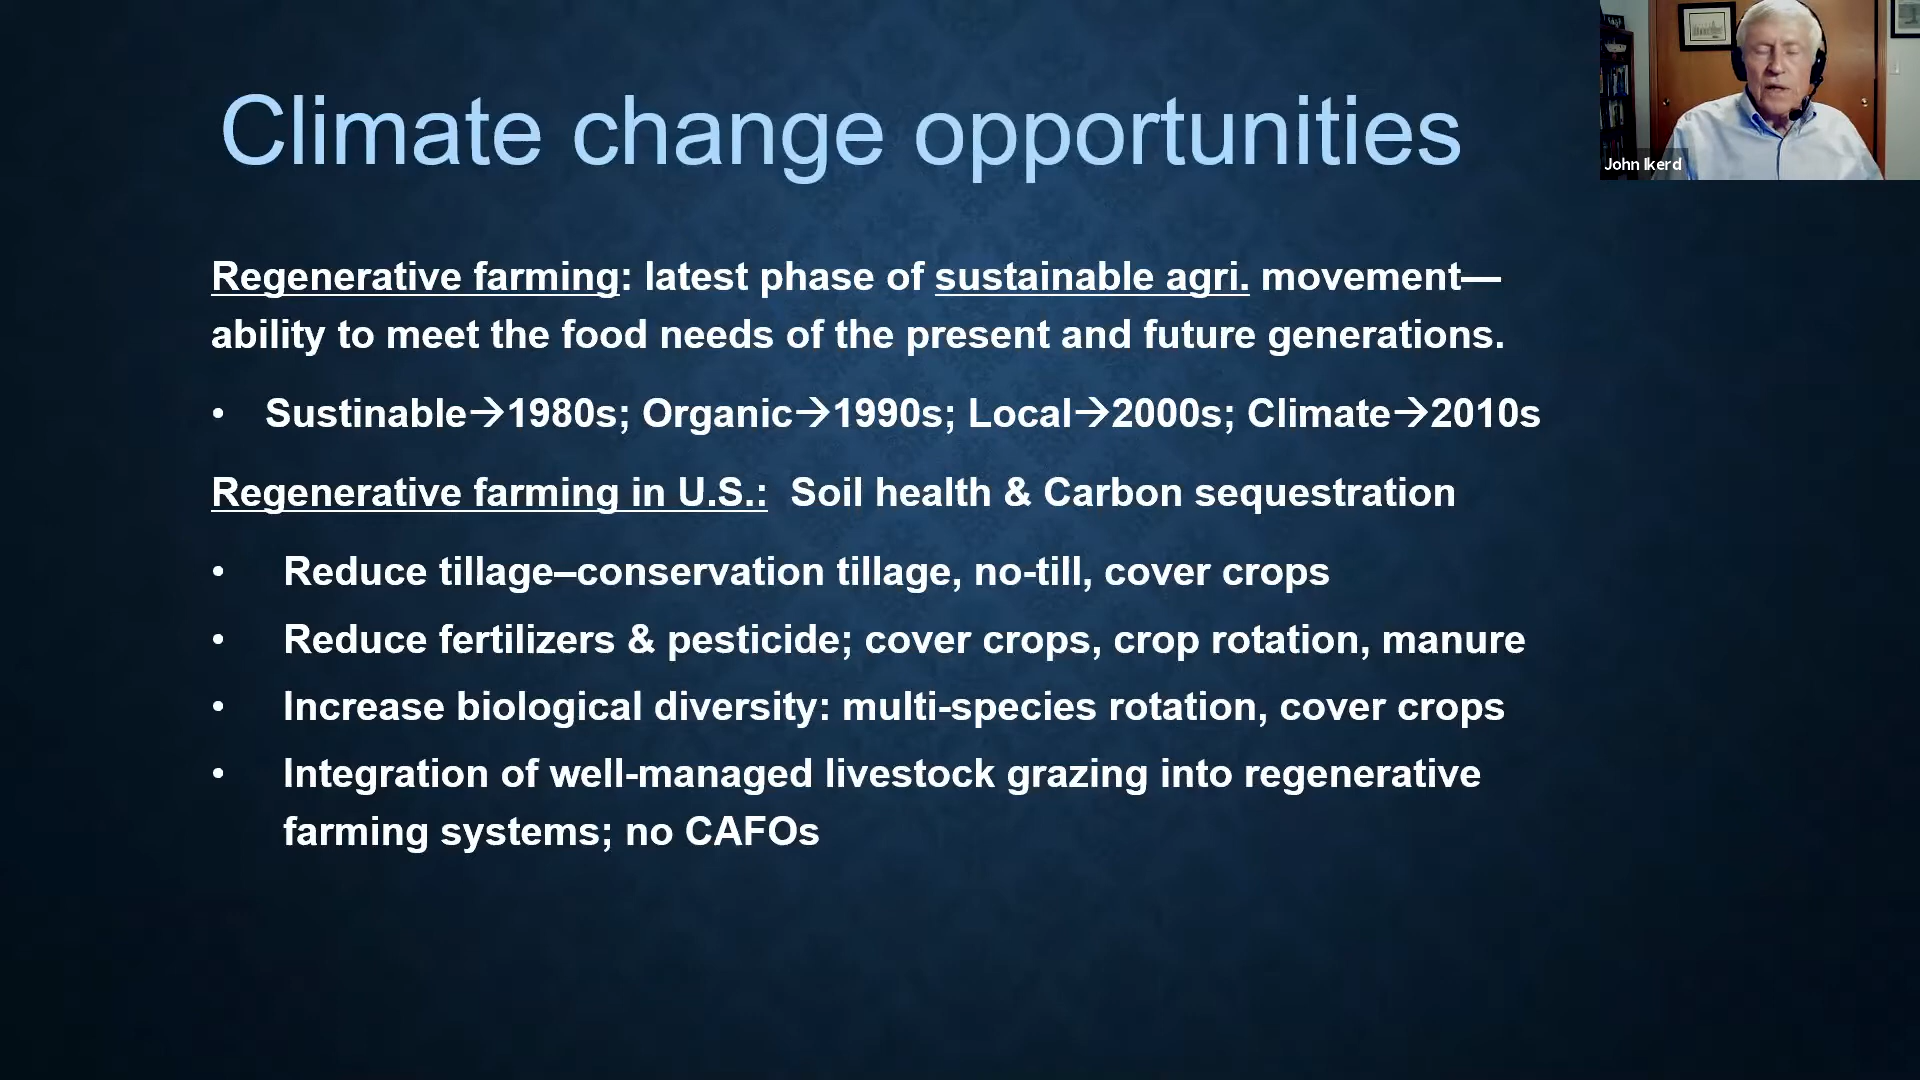 Climate change opportunities
John Ikerd
Regenerative farming: latest phase of sustainable agri. movement—
ability to meet the food needs of the present and future generations.
• Sustinable→1980s; Organic→1990s; Local→2000s; Climate→2010s
Regenerative farming in U.S.: Soil health & Carbon sequestration
• Reduce tillage–conservation tillage, no-till, cover crops
• Reduce fertilizers & pesticide; cover crops, crop rotation, manure
• Increase biological diversity: multi-species rotation, cover crops
• Integration of well-managed livestock grazing into regenerative
farming systems; no CAFOs